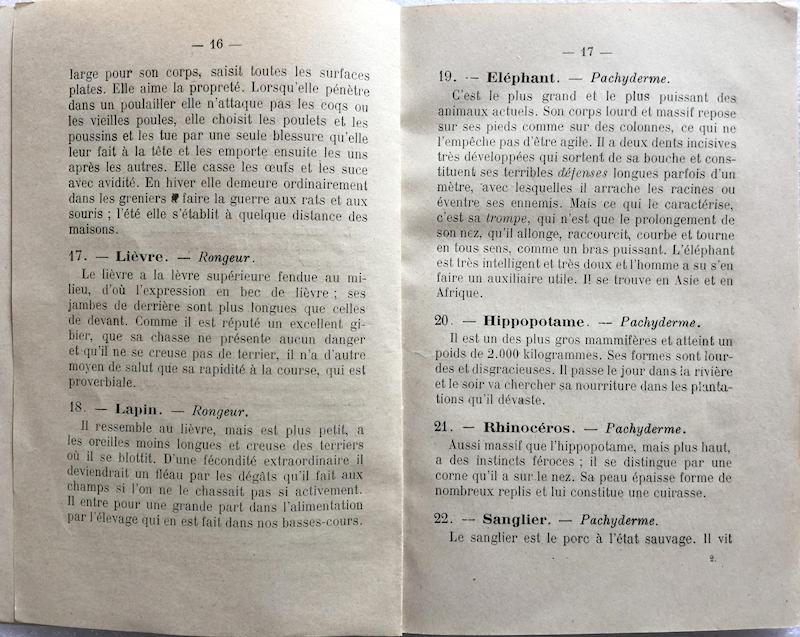 — 16 —
large pour son corps, saisit toutes les surfaces
plates. Elle aime la propreté. Lorsqu'elle pénètre
dans un poulailler elle n'attaque pas les coqs ou
les vieilles poules, elle choisit les poulets et les
poussins et les tue par une seule blessure qu'elle
leur fait à la tête et les emporte ensuite les uns
après les autres. Elle casse les œufs et les suce
avec avidité. En hiver elle demeure ordinairement
dans les greniers faire la guerre aux rats et aux
souris ; l'été elle s'établit à quelque distance des
maisons.
17. — Lièvre. — Rongeur.
Le lièvre a la lèvre supérieure fendue au mi-
lieu, d'où l'expression en bec de lièvre ; ses
jambes de derrière sont plus longues que celles
de devant. Comme il est réputé un excellent gi-
bier, que sa chasse ne présente aucun danger
et qu'il ne se creuse pas de terrier, il n'a d'autre
moyen de salut que sa rapidité à la course, qui est
proverbiale.
18. — Lapin. — Rongeur.
Il ressemble au lièvre, mais est plus petit, a
les oreilles moins longues et creuse des terriers
où il se blottit. D'une fécondité extraordinaire il
deviendrait un fléau par les dégâts qu'il fait aux
champs si l'on ne le chassait pas si activement.
Il entre pour une grande part dans l'alimentation
par l'élevage qui en est fait dans nos basses-cours.
— 17 —
19. — Eléphant. — Pachyderme.
C'est le plus grand et le plus puissant des
animaux actuels. Son corps lourd et massif repose
sur ses pieds comme sur des colonnes, ce qui ne
l'empêche pas d'être agile. Il a deux dents incisives
très développées qui sortent de sa bouche et cons-
tituent ses terribles défenses longues parfois d'un
mètre, avec lesquelles il arrache les racines ou
éventre ses ennemis. Mais ce qui le caractérise,
c'est sa trompe, qui n'est que le prolongement de
son nez, qu'il allonge, raccourcit, courbe et tourne
en tous sens, comme un bras puissant. L'éléphant
est très intelligent et très doux et l'homme a su s'en
faire un auxiliaire utile. Il se trouve en Asie et en
Afrique.
20. — Hippopotame. — Pachyderme.
Il est un des plus gros mammifères et atteint un
poids de 2.000 kilogrammes. Ses formes sont lour-
des et disgracieuses. Il passe le jour dans la rivière
et le soir va chercher sa nourriture dans les planta-
tions qu'il dévaste.
21. — Rhinocéros. — Pachyderme.
Aussi massif que l'hippopotame, mais plus haut,
a des instincts féroces ; il se distingue par une
corne qu'il a sur le nez. Sa peau épaisse forme de
nombreux replis et lui constitue une cuirasse.
22. — Sanglier. — Pachyderme.
Le sanglier est le porc à l'état sauvage. Il vit
2.